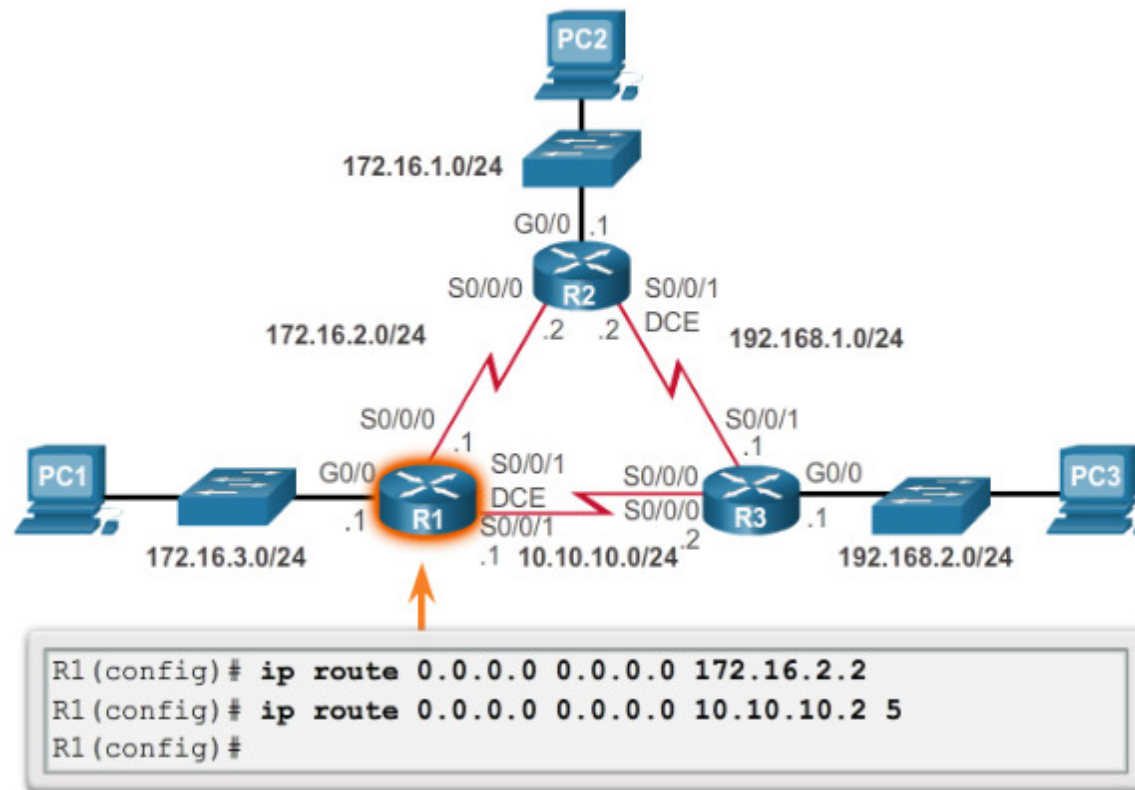 PC2
172.16.1.0/24
G0/0 .1
S0/0/0 R2 S0/0/1
DCE
.2 .2
172.16.2.0/24 192.168.1.0/24
S0/0/0 S0/0/1
.1 .1
PC1 G0/0 S0/0/1 S0/0/0 G0/0 PC3
DCE
.1 R1 S0/0/1 S0/0/0 R3 .1
.1 .2
172.16.3.0/24 10.10.10.0/24 192.168.2.0/24
R1(config)# ip route 0.0.0.0 0.0.0.0 172.16.2.2
R1(config)# ip route 0.0.0.0 0.0.0.0 10.10.10.2 5
R1(config)#